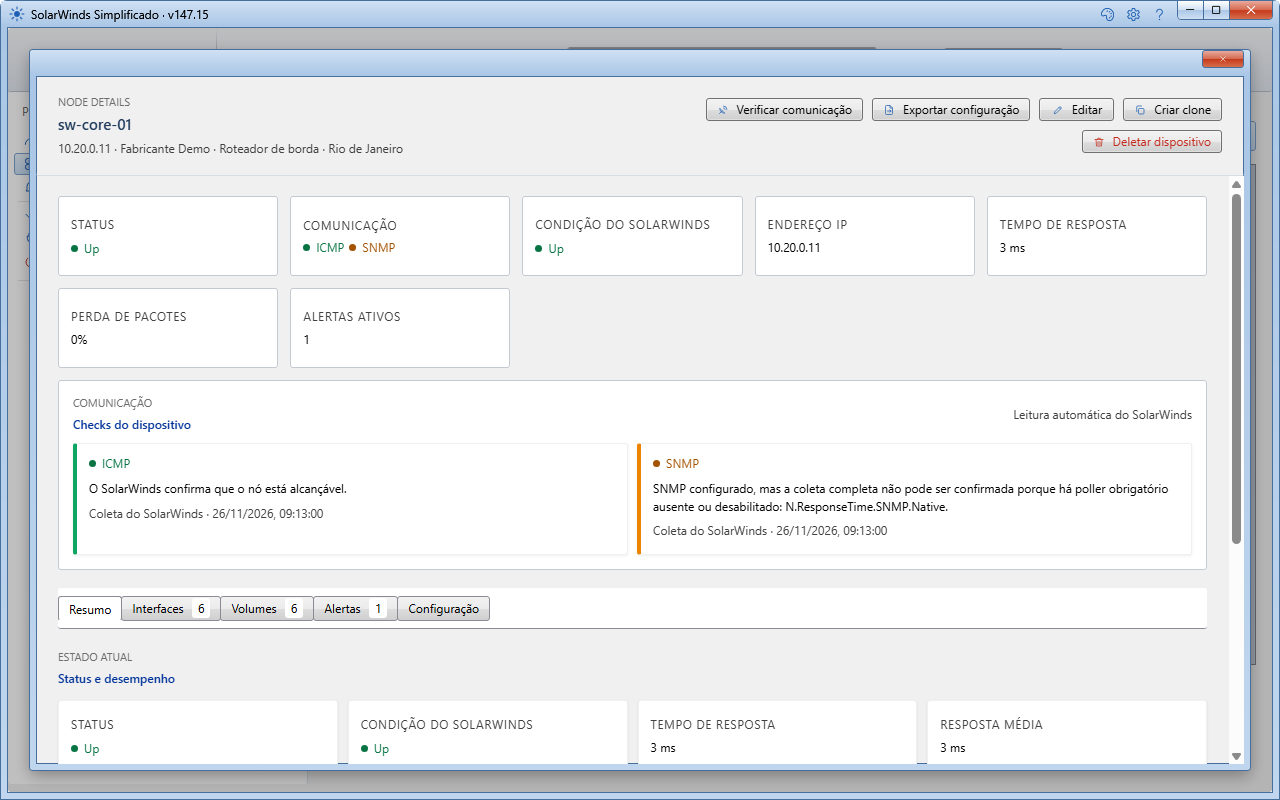 SolarWinds Simplificado · v147.15
NODE DETAILS
sw-core-01
10.20.0.11 · Fabricante Demo · Roteador de borda · Rio de Janeiro
Verificar comunicação
Exportar configuração
Editar
Criar clone
Deletar dispositivo
STATUS
Up
COMUNICAÇÃO
ICMP SNMP
CONDIÇÃO DO SOLARWINDS
Up
ENDEREÇO IP
10.20.0.11
TEMPO DE RESPOSTA
3 ms
PERDA DE PACOTES
0%
ALERTAS ATIVOS
1
COMUNICAÇÃO
Checks do dispositivo
Leitura automática do SolarWinds
ICMP
O SolarWinds confirma que o nó está alcançável.
Coleta do SolarWinds · 26/11/2026, 09:13:00
SNMP
SNMP configurado, mas a coleta completa não pode ser confirmada porque há poller obrigatório
ausente ou desabilitado: N.ResponseTime.SNMP.Native.
Coleta do SolarWinds · 26/11/2026, 09:13:00
Resumo
Interfaces 6
Volumes 6
Alertas 1
Configuração
ESTADO ATUAL
Status e desempenho
STATUS
Up
CONDIÇÃO DO SOLARWINDS
Up
TEMPO DE RESPOSTA
3 ms
RESPOSTA MÉDIA
3 ms